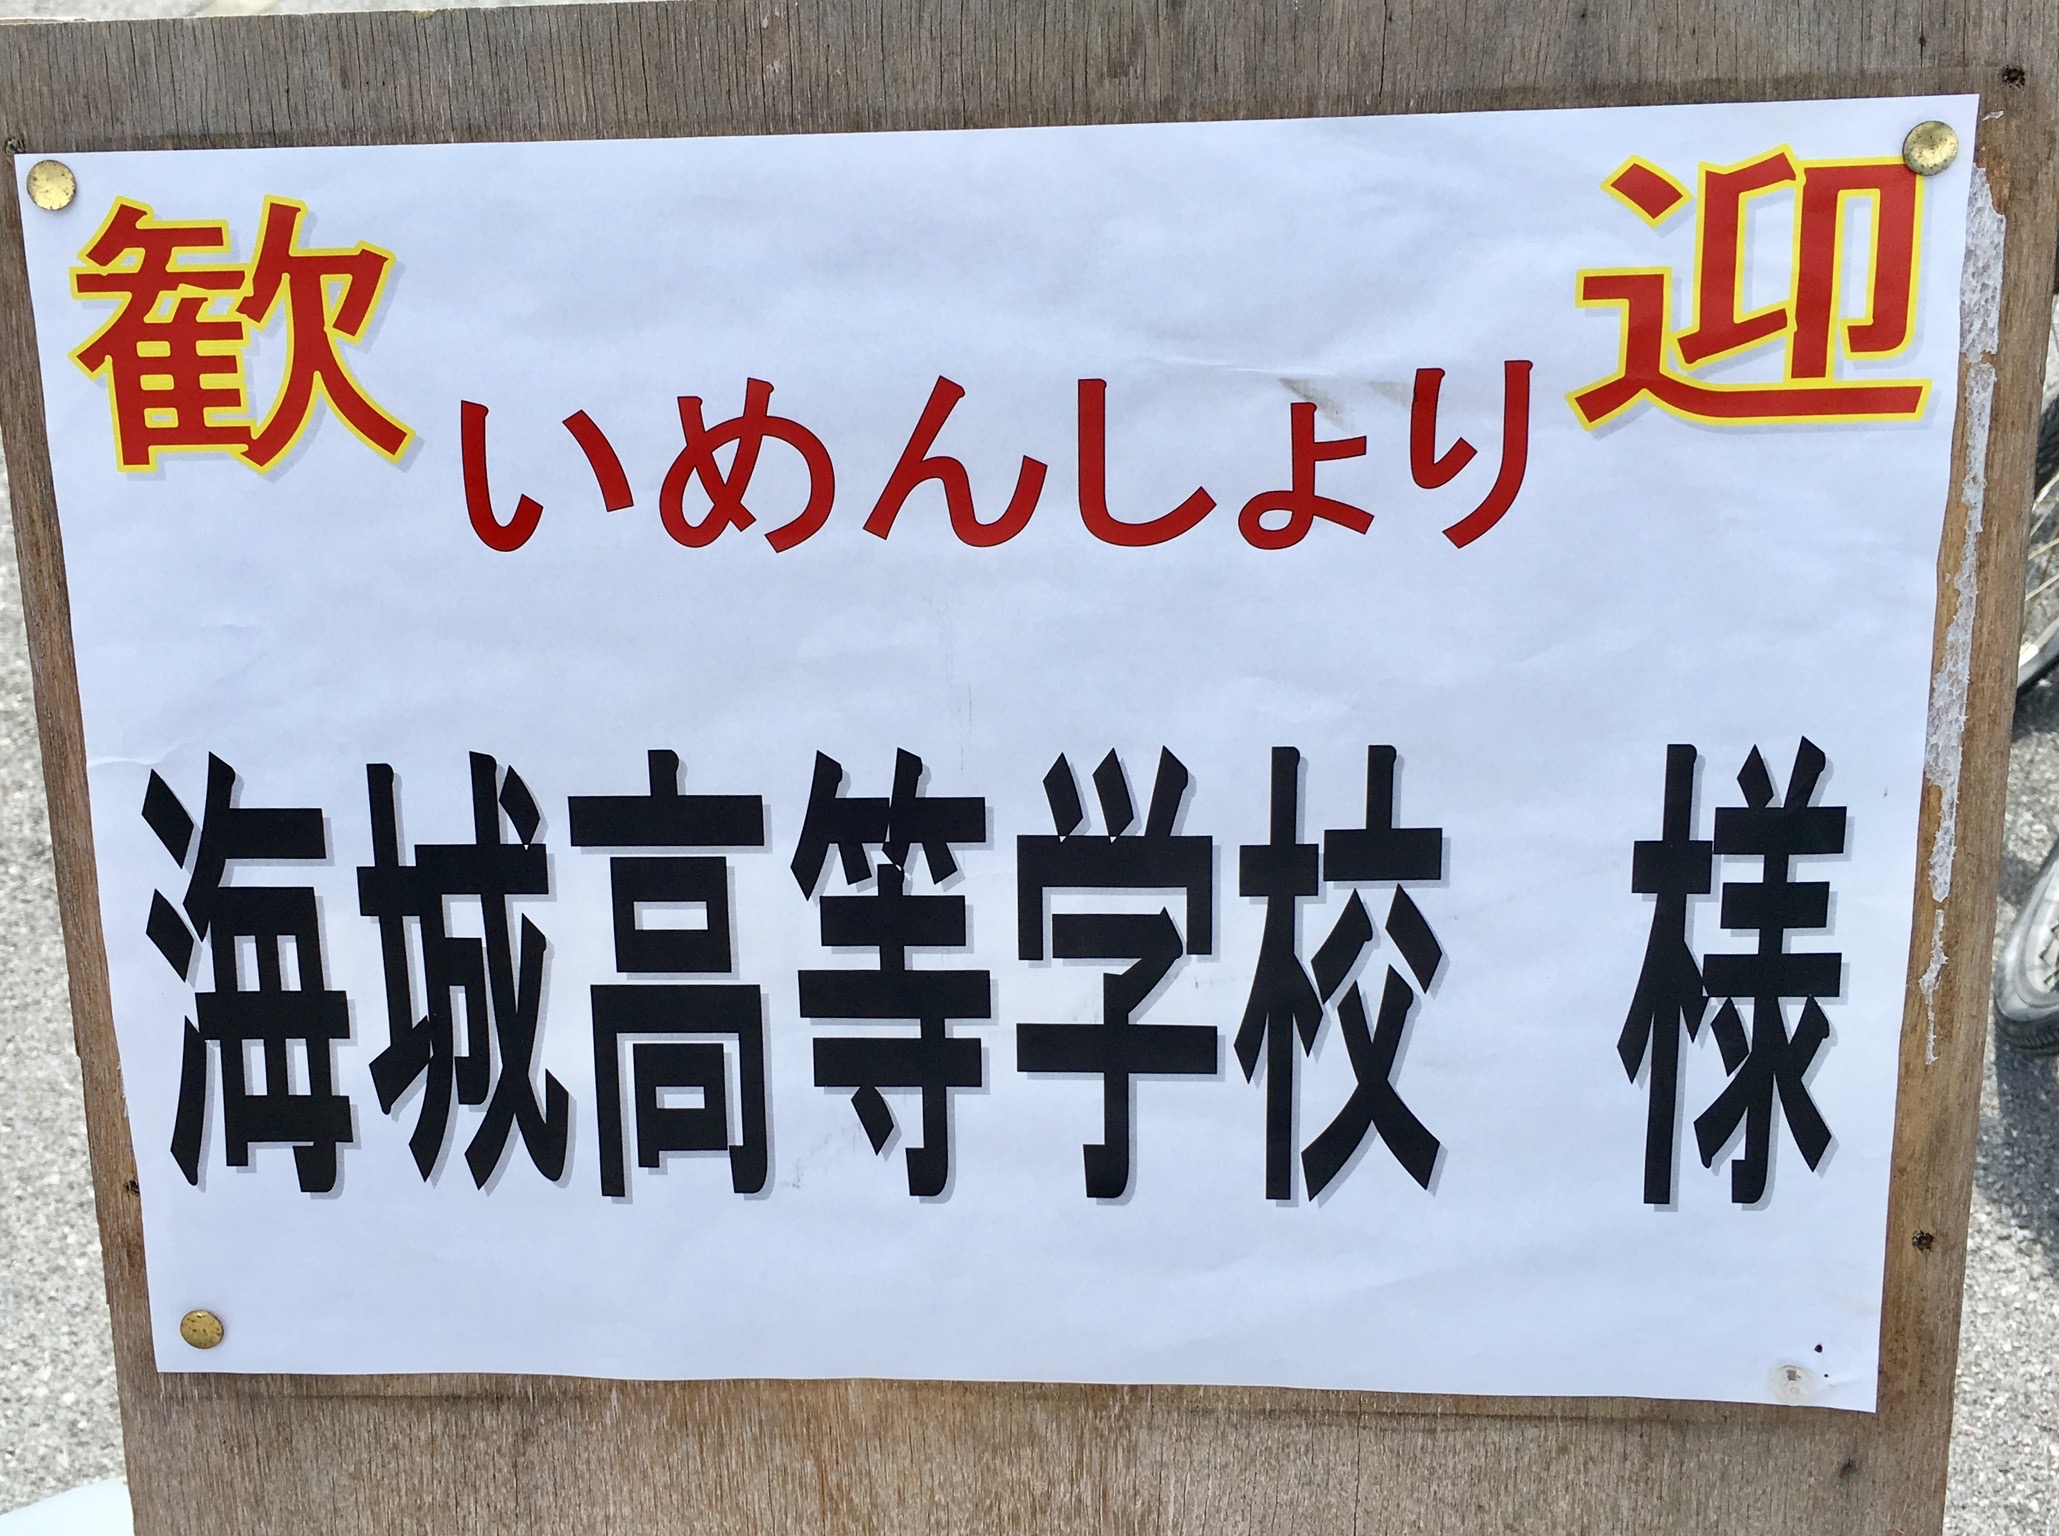 歓 迎
いめんしょり
海城高等学校 様